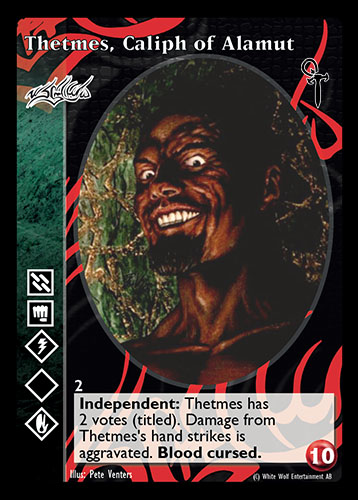 Thetmes, Caliph of Alamut
2
Independent: Thetmes has
2 votes (titled). Damage from
Thetmes's hand strikes is
aggravated. Blood cursed.
10
Illus: Pete Venters
(C) White Wolf Entertainment AB